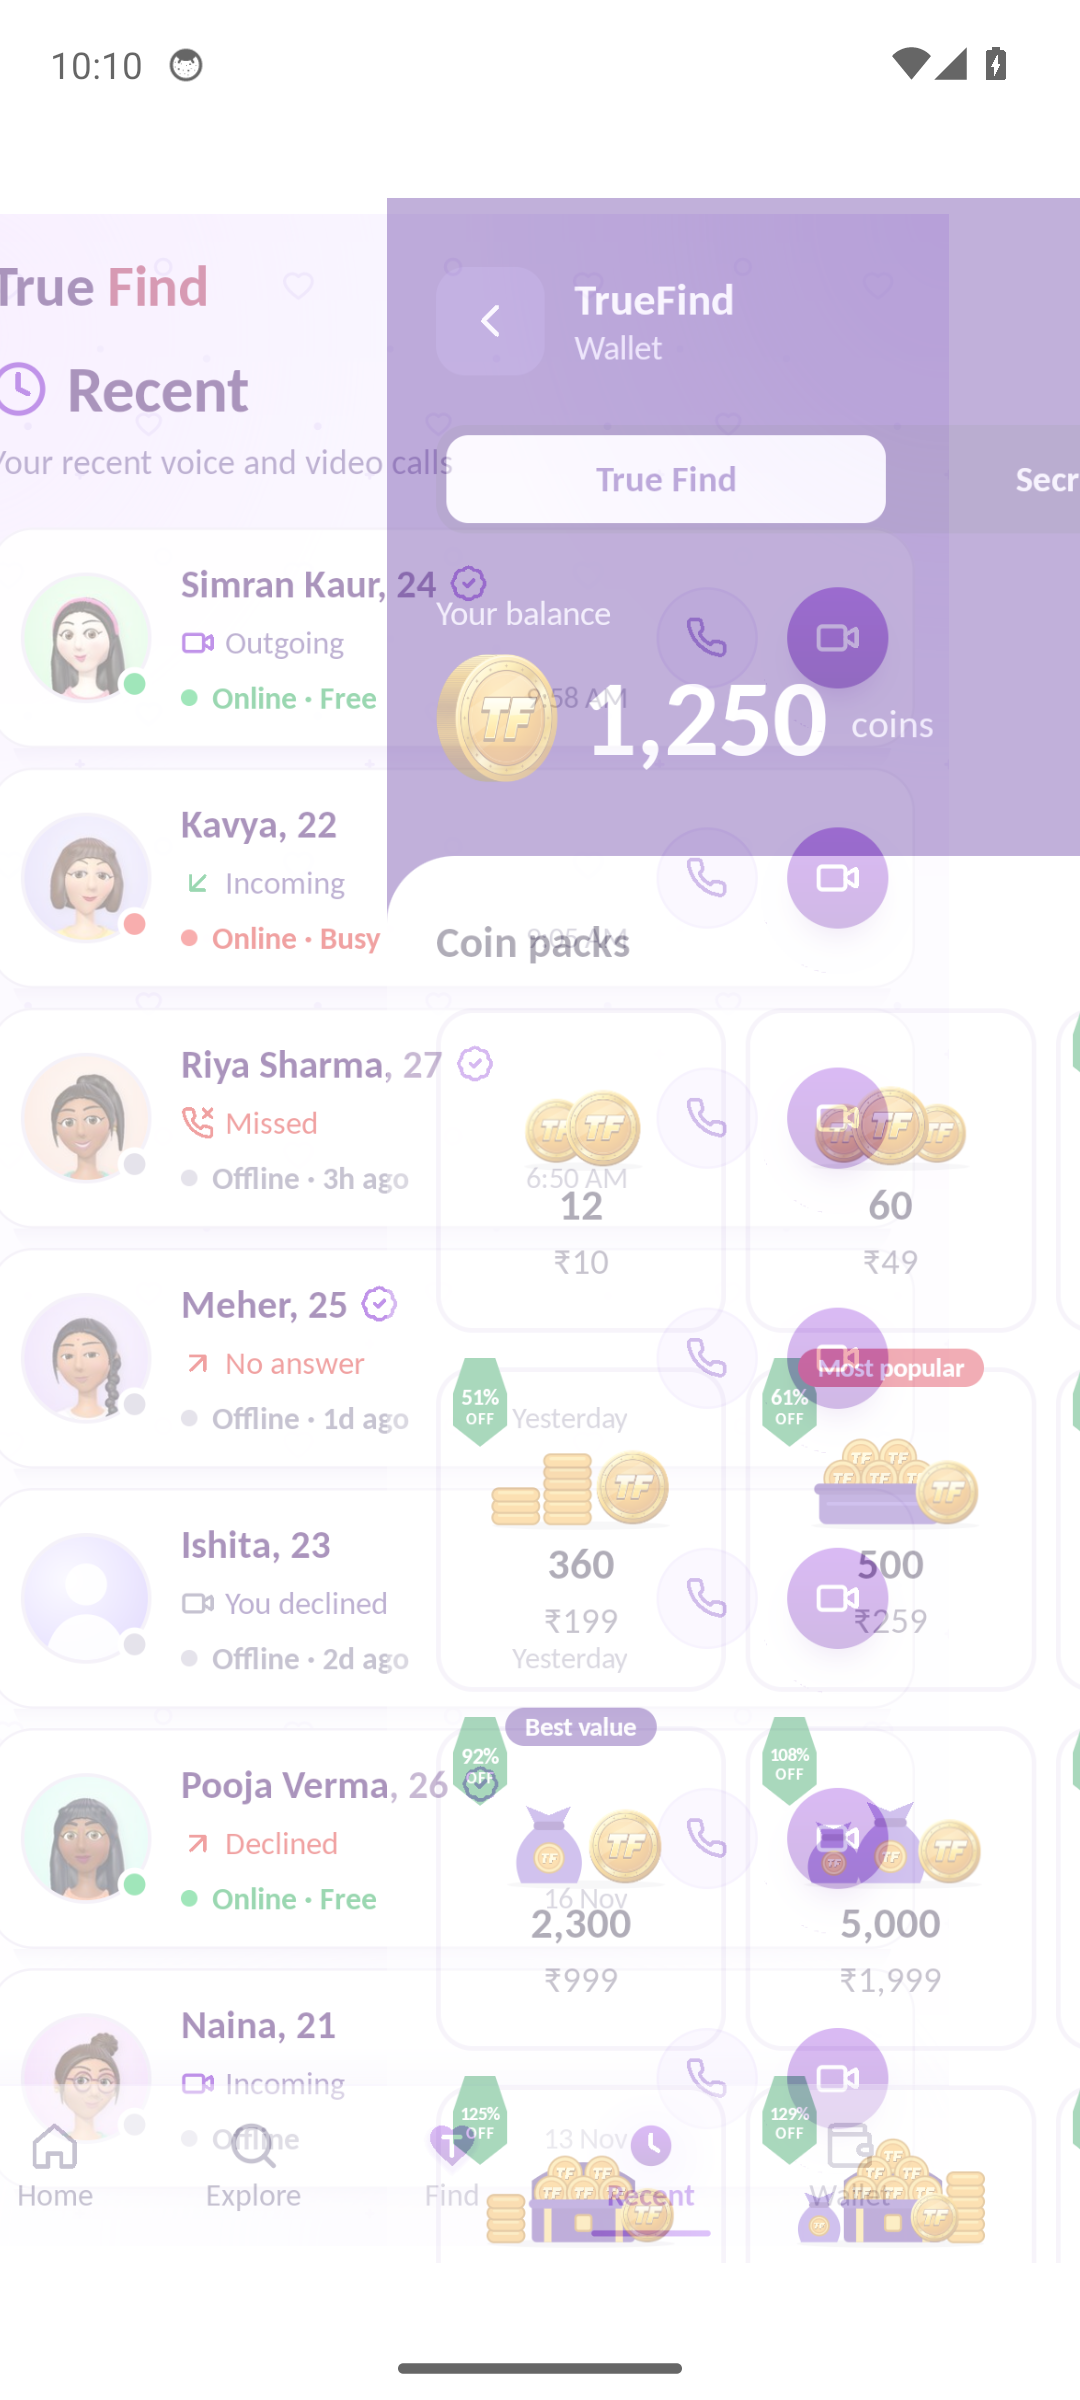 10:10
True Find
Recent
Your recent voice and video calls
Simran Kaur, 24
Outgoing
Online · Free
9:58 AM
Kavya, 22
Incoming
Online · Busy
9:05 AM
Riya Sharma, 27
Missed
Offline · 3h ago
6:50 AM
Meher, 25
No answer
Offline · 1d ago
Yesterday
Ishita, 23
You declined
Offline · 2d ago
Yesterday
Pooja Verma, 26
Declined
Online · Free
16 Nov
Naina, 21
Incoming
Offline
13 Nov
Home
Explore
Find
Recent
Wallet
TrueFind
Wallet
True Find
Secr
Your balance
TF
1,250 coins
Coin packs
12
₹10
60
₹49
51% OFF
360
₹199
61% OFF
Most popular
500
₹259
92% OFF
Best value
2,300
₹999
108% OFF
5,000
₹1,999
125% OFF
129% OFF